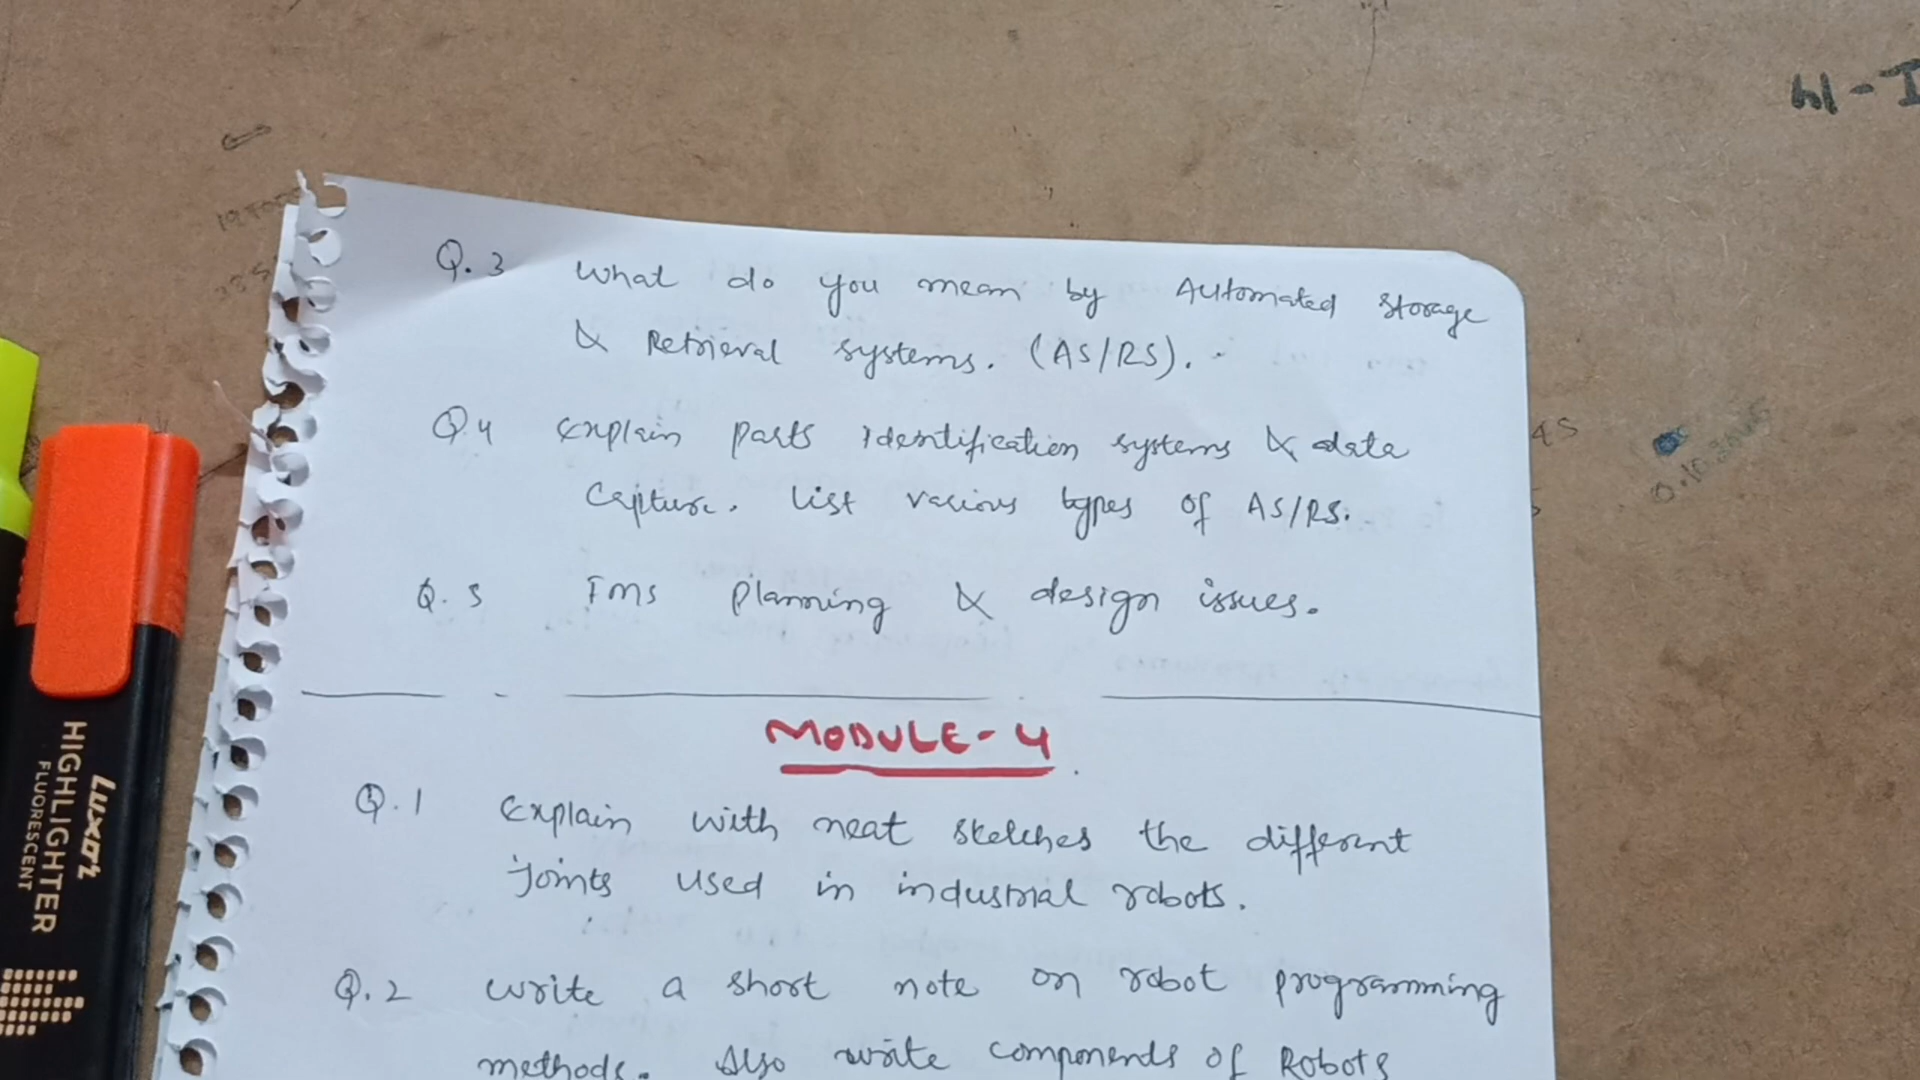 Q.3 What do you mean by Automated Storage
& Retrieval systems. (AS/RS).
Q.4 Explain parts identification systems & data
Capture. List various types of AS/RS.
Q.5 FMS planning & design issues.
MODULE-4
Q.1 Explain with neat sketches the different
joints used in industrial robots.
Q.2 Write a short note on robot programming
methods. Also write components of Robots
Luxor
HIGHLIGHTER
FLUORESCENT